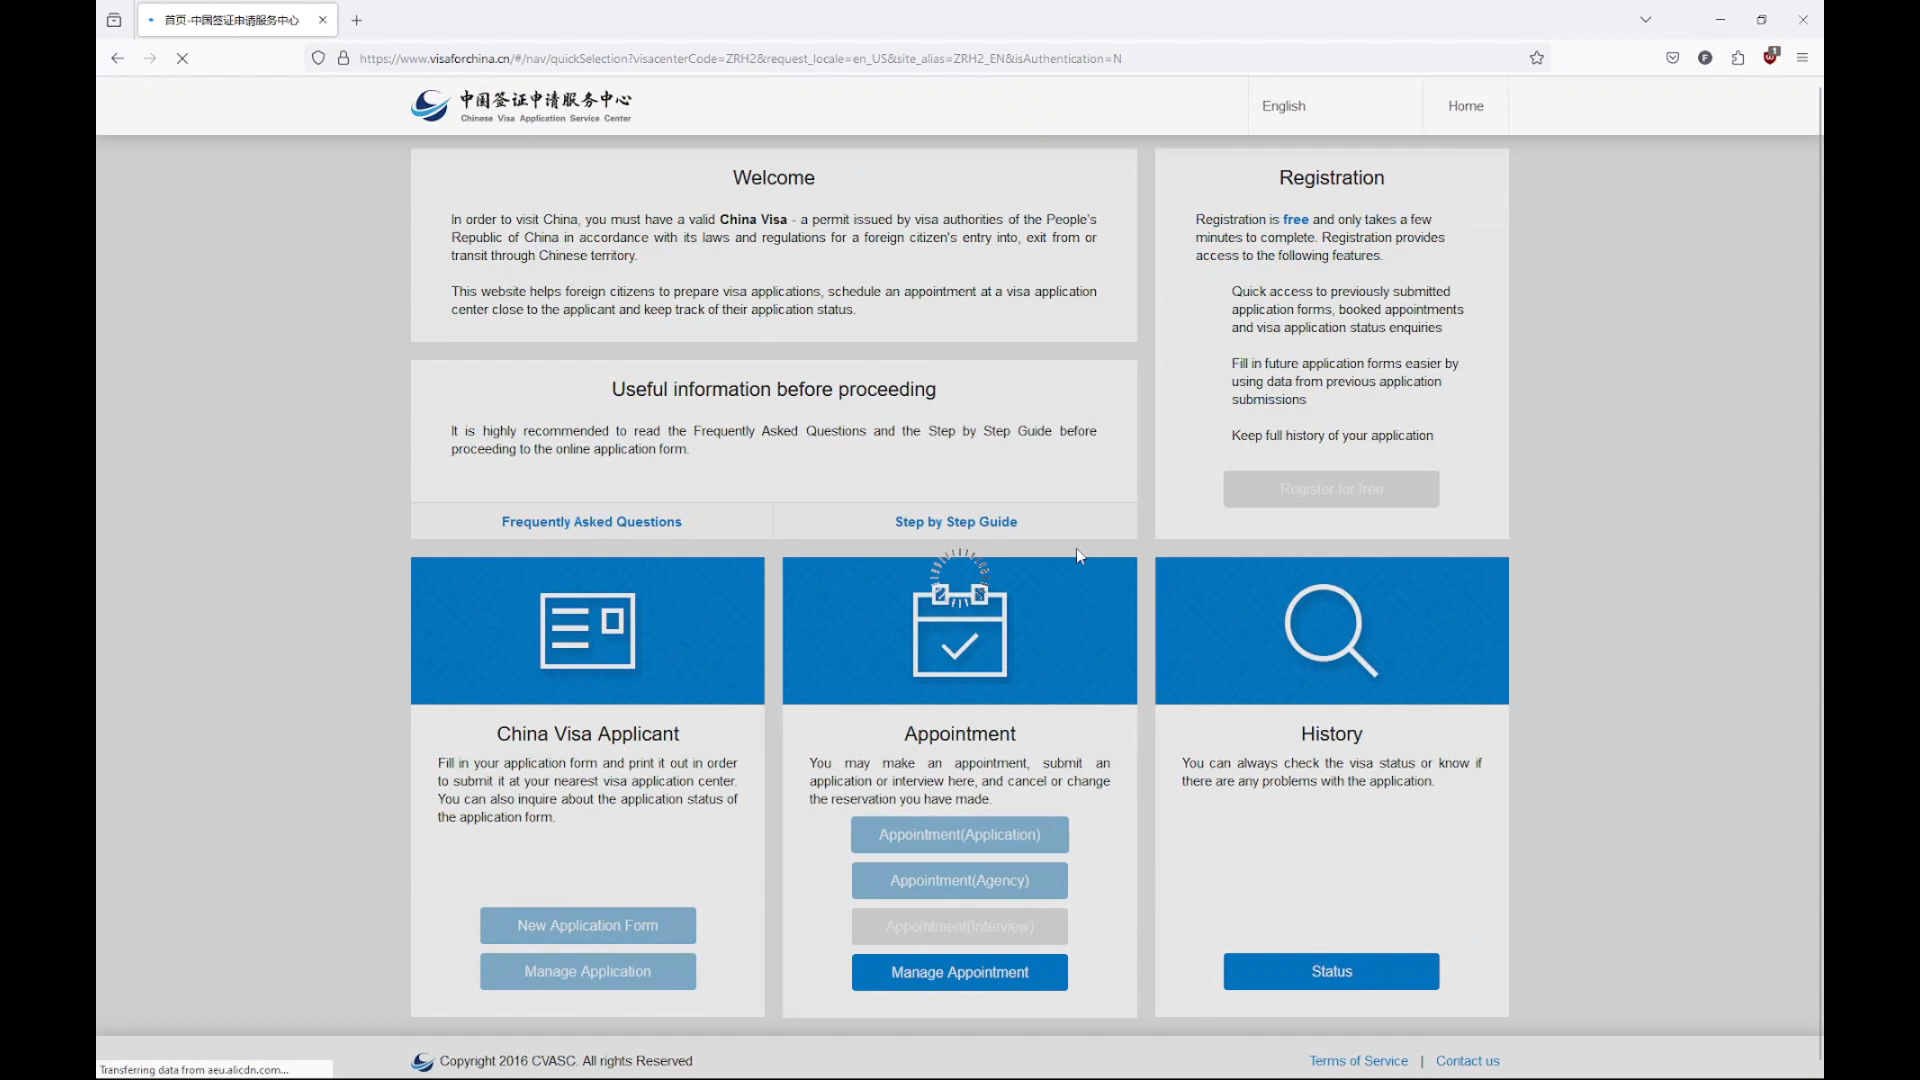 首页-中国签证申请服务中心
https://www.visaforchina.cn/#/nav/quickSelection?visacenterCode=ZRH2&request_locale=en_US&site_alias=ZRH2_EN&isAuthentication=N
1
中国签证申请服务中心
Chinese Visa Application Service Center
English
Home
Welcome
In order to visit China, you must have a valid China Visa - a permit issued by visa authorities of the People's
Republic of China in accordance with its laws and regulations for a foreign citizen's entry into, exit from or
transit through Chinese territory.
This website helps foreign citizens to prepare visa applications, schedule an appointment at a visa application
center close to the applicant and keep track of their application status.
Registration
Registration is free and only takes a few
minutes to complete. Registration provides
access to the following features.
Quick access to previously submitted
application forms, booked appointments
and visa application status enquiries
Fill in future application forms easier by
using data from previous application
submissions
Keep full history of your application
Register for free
Useful information before proceeding
It is highly recommended to read the Frequently Asked Questions and the Step by Step Guide before
proceeding to the online application form.
Frequently Asked Questions
Step by Step Guide
China Visa Applicant
Fill in your application form and print it out in order
to submit it at your nearest visa application center.
You can also inquire about the application status of
the application form.
New Application Form
Manage Application
Appointment
You may make an appointment, submit an
application or interview here, and cancel or change
the reservation you have made.
Appointment(Application)
Appointment(Agency)
Appointment(Interview)
Manage Appointment
History
You can always check the visa status or know if
there are any problems with the application.
Status
Copyright 2016 CVASC. All rights Reserved
Terms of Service | Contact us
Transferring data from aeu.alicdn.com...